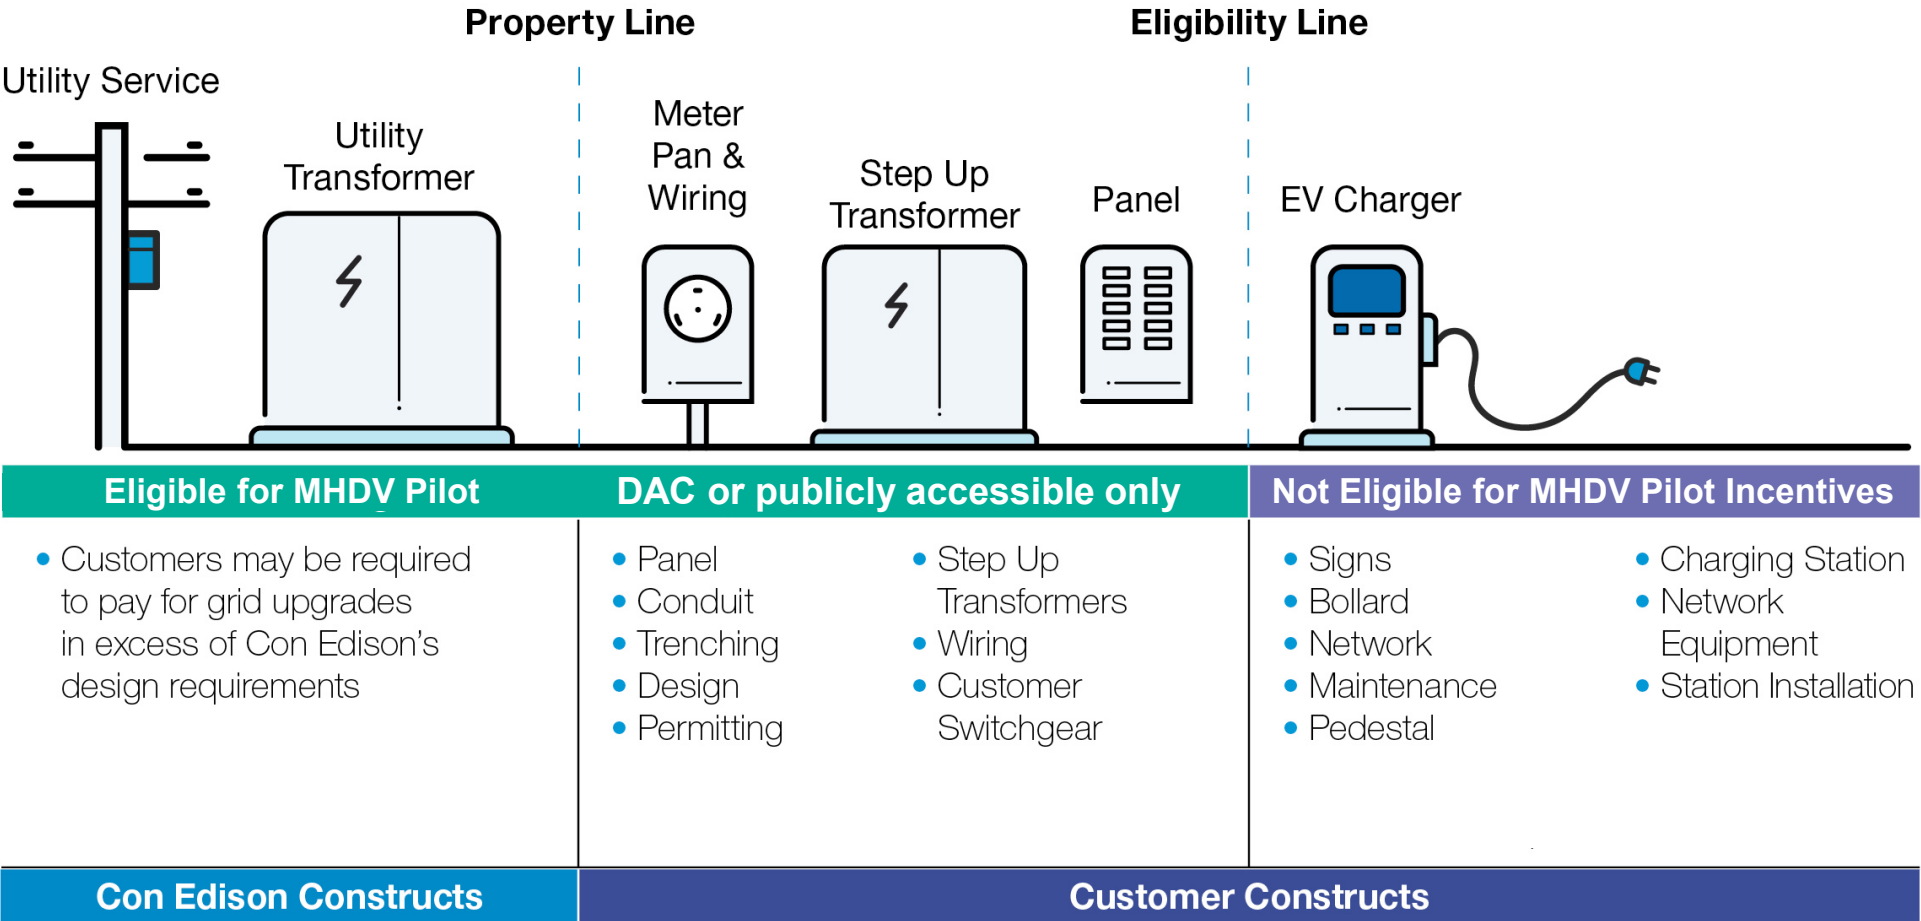 Property Line
Eligibility Line
Utility Service
Utility
Transformer
Meter
Pan &
Wiring
Step Up
Transformer
Panel
EV Charger
Eligible for MHDV Pilot
DAC or publicly accessible only
Not Eligible for MHDV Pilot Incentives
• Customers may be required
to pay for grid upgrades
in excess of Con Edison’s
design requirements
• Panel
• Conduit
• Trenching
• Design
• Permitting
• Step Up
Transformers
• Wiring
• Customer
Switchgear
• Signs
• Bollard
• Network
• Maintenance
• Pedestal
• Charging Station
• Network
Equipment
• Station Installation
Con Edison Constructs
Customer Constructs